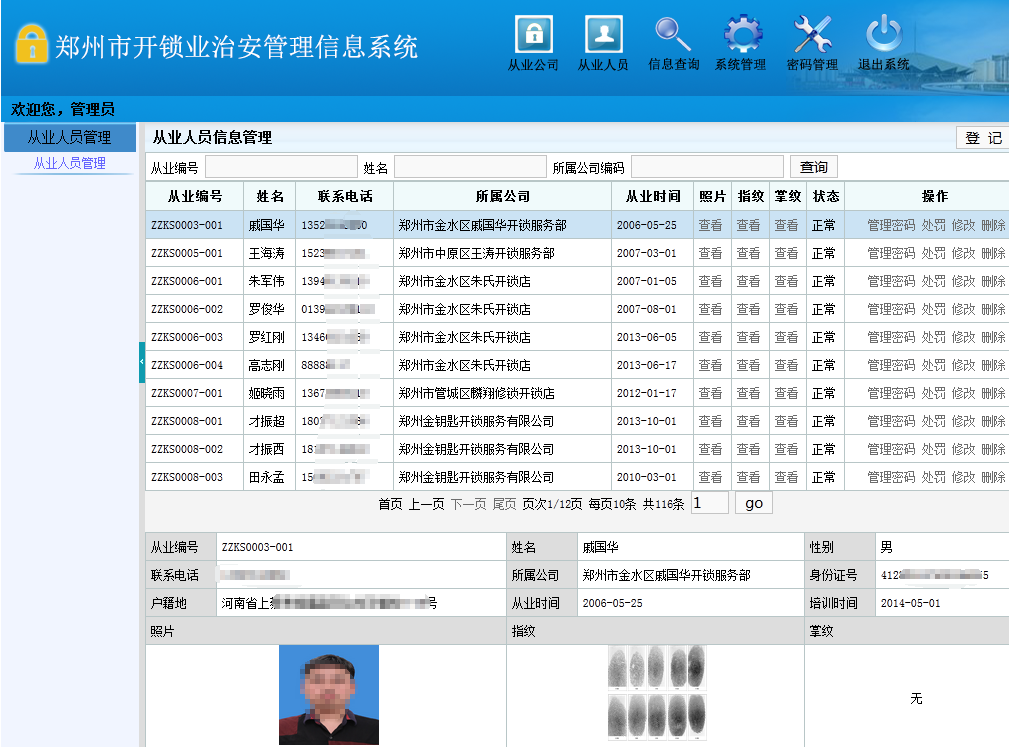 郑州市开锁业治安管理信息系统
从业公司 从业人员 信息查询 系统管理 密码管理 退出系统
欢迎您，管理员
从业人员管理
从业人员管理
从业人员信息管理 登 记
从业编号 姓名 所属公司编码 查询
从业编号 姓名 联系电话 所属公司 从业时间 照片 指纹 掌纹 状态 操作
ZZKS0003-001 戚国华 1352 郑州市金水区戚国华开锁服务部 2006-05-25 查看 查看 查看 正常 管理密码 处罚 修改 删除
ZZKS0005-001 王海涛 1523 郑州市中原区王涛开锁服务部 2007-03-01 查看 查看 查看 正常 管理密码 处罚 修改 删除
ZZKS0006-001 朱军伟 1394 郑州市金水区朱氏开锁店 2007-01-05 查看 查看 查看 正常 管理密码 处罚 修改 删除
ZZKS0006-002 罗俊华 0139 郑州市金水区朱氏开锁店 2007-08-01 查看 查看 查看 正常 管理密码 处罚 修改 删除
ZZKS0006-003 罗红刚 1346 郑州市金水区朱氏开锁店 2013-06-05 查看 查看 查看 正常 管理密码 处罚 修改 删除
ZZKS0006-004 高志刚 8888 郑州市金水区朱氏开锁店 2013-06-17 查看 查看 查看 正常 管理密码 处罚 修改 删除
ZZKS0007-001 姬晓雨 1367 郑州市管城区麟翔修锁开锁店 2012-01-17 查看 查看 查看 正常 管理密码 处罚 修改 删除
ZZKS0008-001 才振超 180 郑州金钥匙开锁服务有限公司 2013-10-01 查看 查看 查看 正常 管理密码 处罚 修改 删除
ZZKS0008-002 才振西 18 郑州金钥匙开锁服务有限公司 2013-10-01 查看 查看 查看 正常 管理密码 处罚 修改 删除
ZZKS0008-003 田永孟 15 郑州金钥匙开锁服务有限公司 2010-03-01 查看 查看 查看 正常 管理密码 处罚 修改 删除
首页 上一页 下一页 尾页 页次1/12页 每页10条 共116条 1 go
从业编号 ZZKS0003-001 姓名 戚国华 性别 男
联系电话 所属公司 郑州市金水区戚国华开锁服务部 身份证号 412 5
户籍地 河南省上蔡 号 从业时间 2006-05-25 培训时间 2014-05-01
照片 指纹 掌纹
无